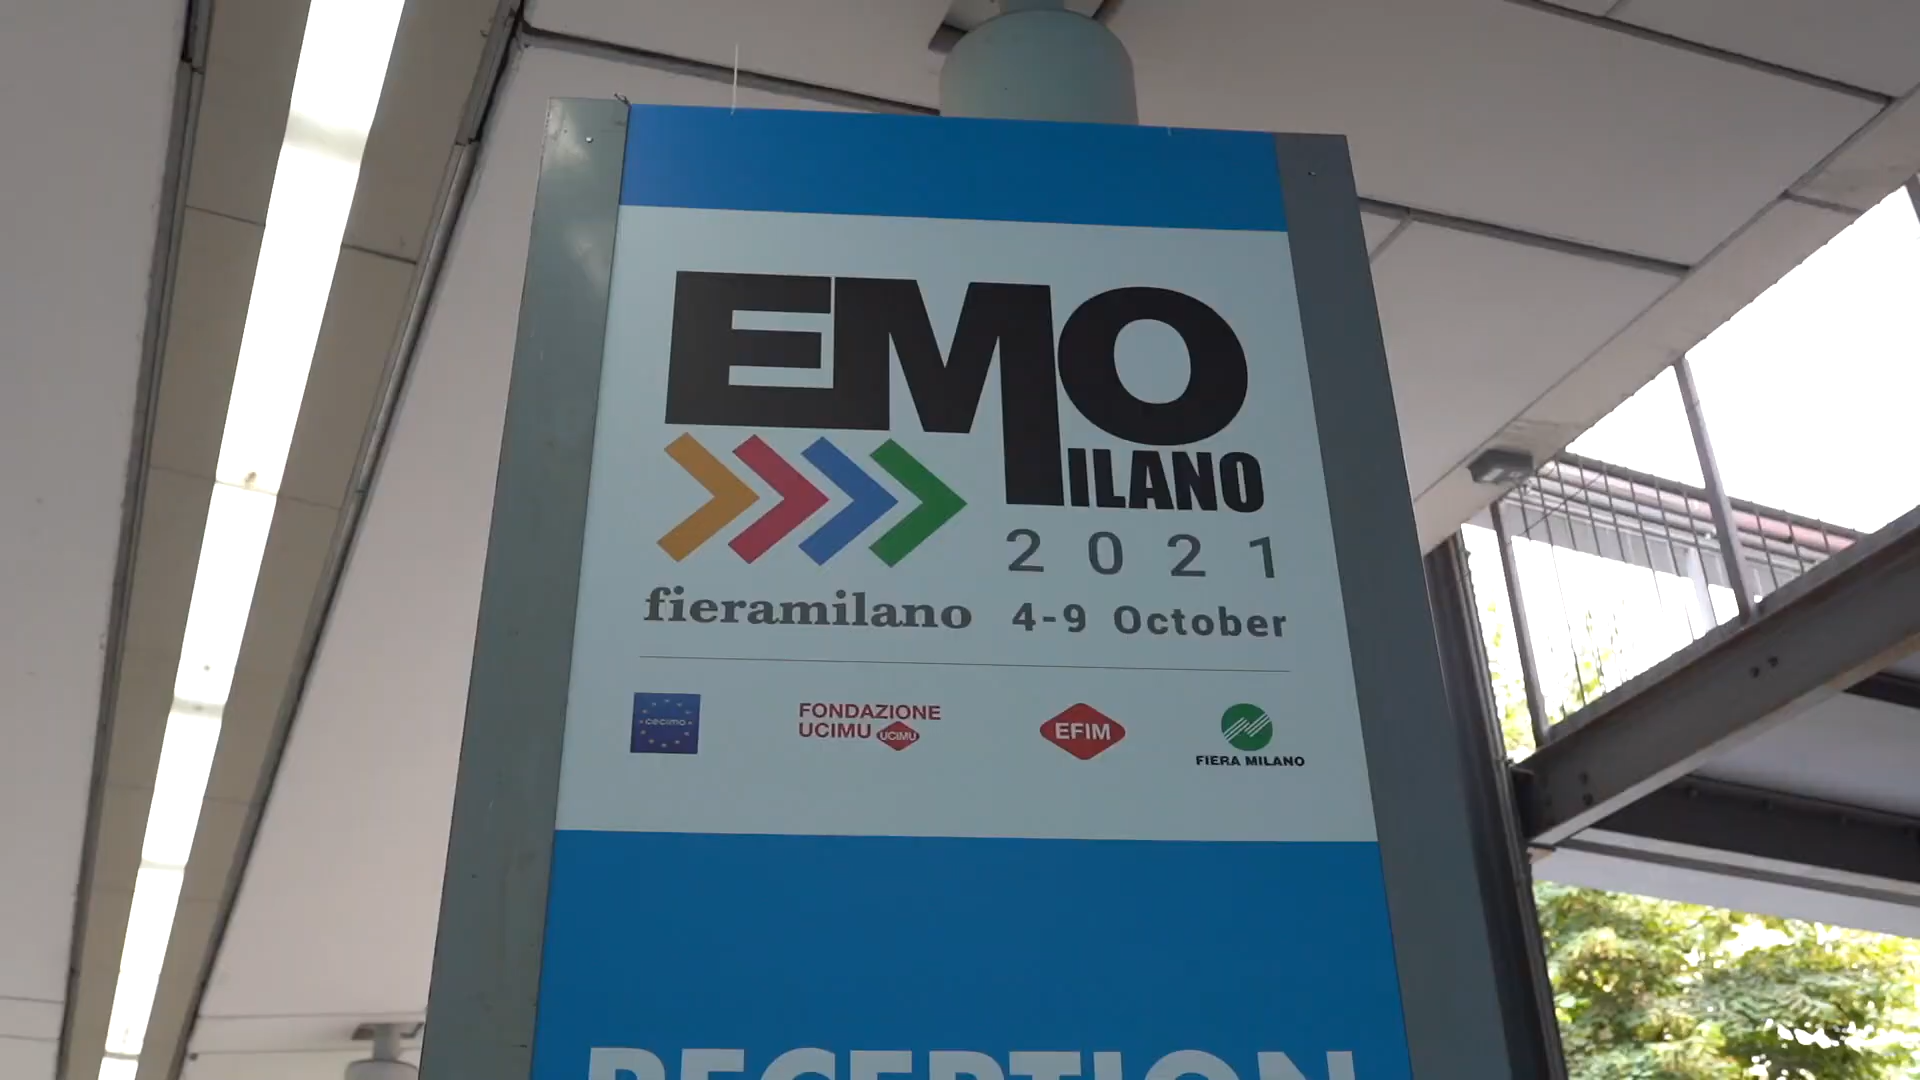 EMO
MILANO
2021
fieramilano 4-9 October
cecimo
FONDAZIONE
UCIMU UCIMU
EFIM
FIERA MILANO
RECEPTION